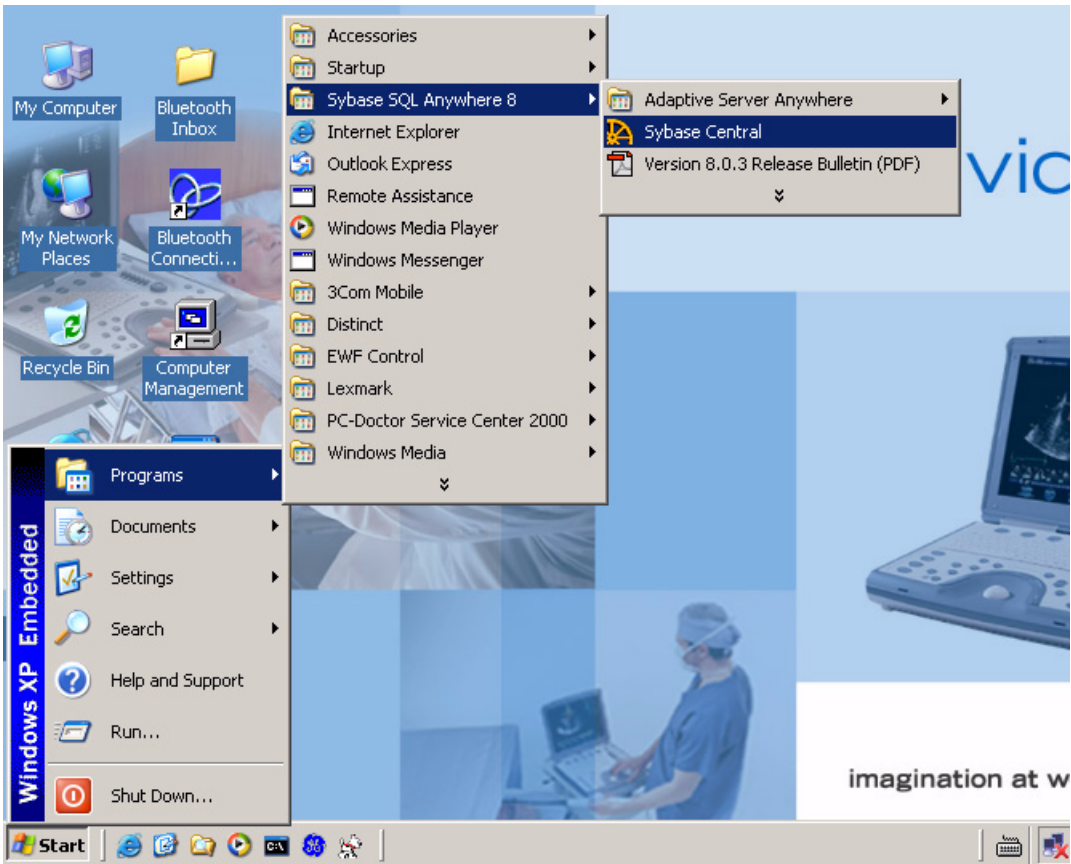 My Computer
Bluetooth
Inbox
My Network
Places
Bluetooth
Connecti...
Recycle Bin
Computer
Management
Accessories
Startup
Sybase SQL Anywhere 8
Internet Explorer
Outlook Express
Remote Assistance
Windows Media Player
Windows Messenger
3Com Mobile
Distinct
EWF Control
Lexmark
PC-Doctor Service Center 2000
Windows Media
Adaptive Server Anywhere
Sybase Central
Version 8.0.3 Release Bulletin (PDF)
vic
Programs
Documents
Settings
Search
Help and Support
Run...
Shut Down...
Windows XP Embedded
imagination at w
Start